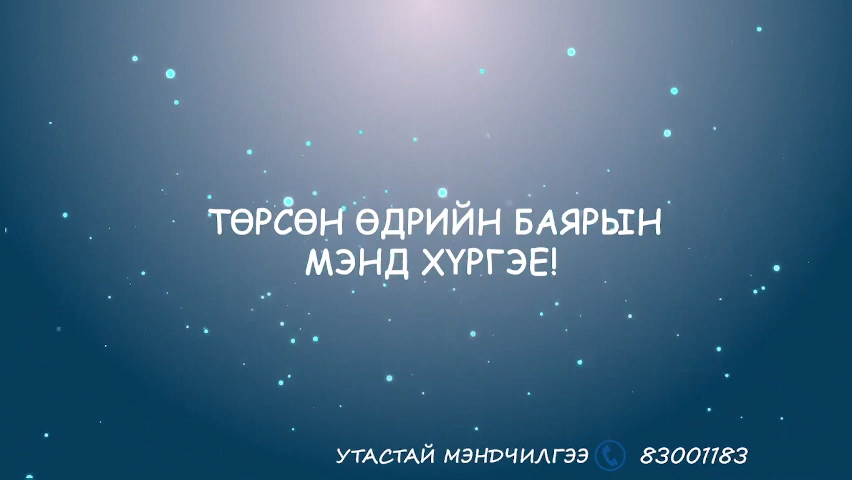 ТӨРСӨН ӨДРИЙН БАЯРЫН
МЭНД ХҮРГЭЕ!
УТАСТАЙ МЭНДЧИЛГЭЭ 83001183